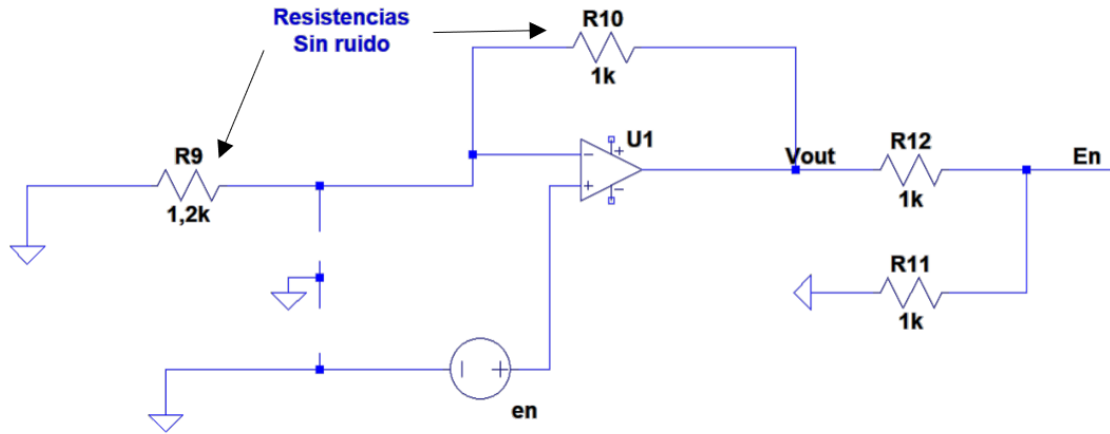 Resistencias
Sin ruido
R10
1k
R9
1,2k
U1
Vout
R12
1k
En
R11
1k
en